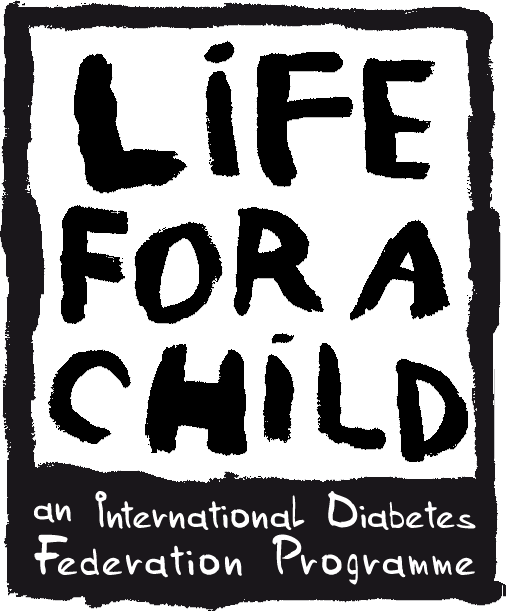 LiFE
FOR A
CHiLD
an International Diabetes
Federation Programme